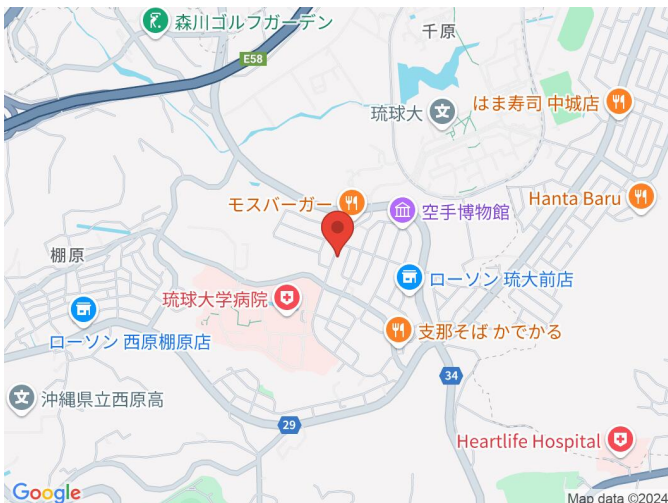 森川ゴルフガーデン
千原
E58
琉球大
はま寿司 中城店
モスバーガー
空手博物館
Hanta Baru
棚原
琉球大学病院
ローソン 琉大前店
ローソン 西原棚原店
支那そば かでかる
34
沖縄県立西原高
29
Heartlife Hospital
Google
Map data ©2024